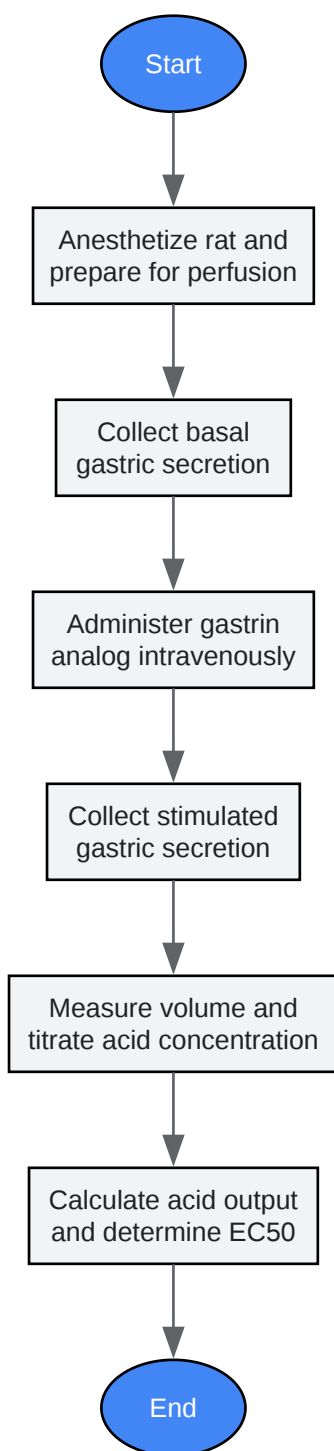 Start
Anesthetize rat and
prepare for perfusion
Collect basal
gastric secretion
Administer gastrin
analog intravenously
Collect stimulated
gastric secretion
Measure volume and
titrate acid concentration
Calculate acid output
and determine EC50
End